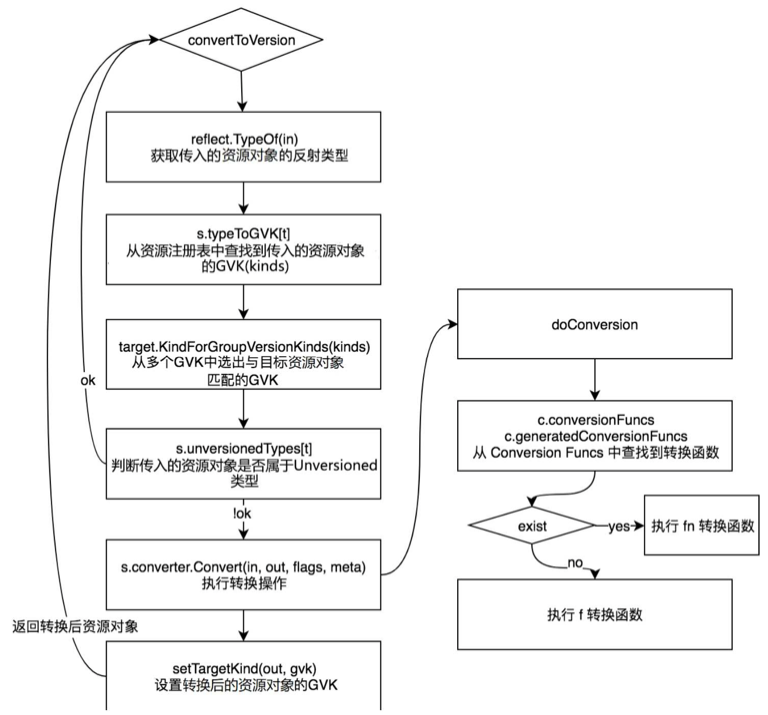 convertToVersion
reflect.TypeOf(in)
获取传入的资源对象的反射类型
s.typeToGVK[t]
从资源注册表中查找到传入的资源对象
的GVK(kinds)
target.KindForGroupVersionKinds(kinds)
从多个GVK中选出与目标资源对象
匹配的GVK
ok
s.unversionedTypes[t]
判断传入的资源对象是否属于Unversioned
类型
!ok
s.converter.Convert(in, out, flags, meta)
执行转换操作
返回转换后资源对象
setTargetKind(out, gvk)
设置转换后的资源对象的GVK
doConversion
c.conversionFuncs
c.generatedConversionFuncs
从 Conversion Funcs 中查找到转换函数
exist
yes
执行 fn 转换函数
no
执行 f 转换函数